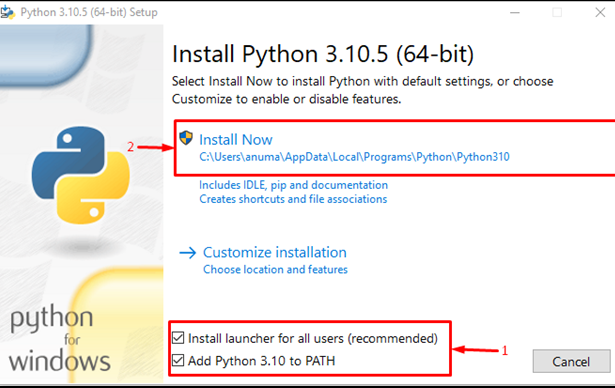 Python 3.10.5 (64-bit) Setup
Install Python 3.10.5 (64-bit)
Select Install Now to install Python with default settings, or choose
Customize to enable or disable features.
2
Install Now
C:\Users\anuma\AppData\Local\Programs\Python\Python310
Includes IDLE, pip and documentation
Creates shortcuts and file associations
Customize installation
Choose location and features
python
for
windows
Install launcher for all users (recommended)
Add Python 3.10 to PATH
1
Cancel